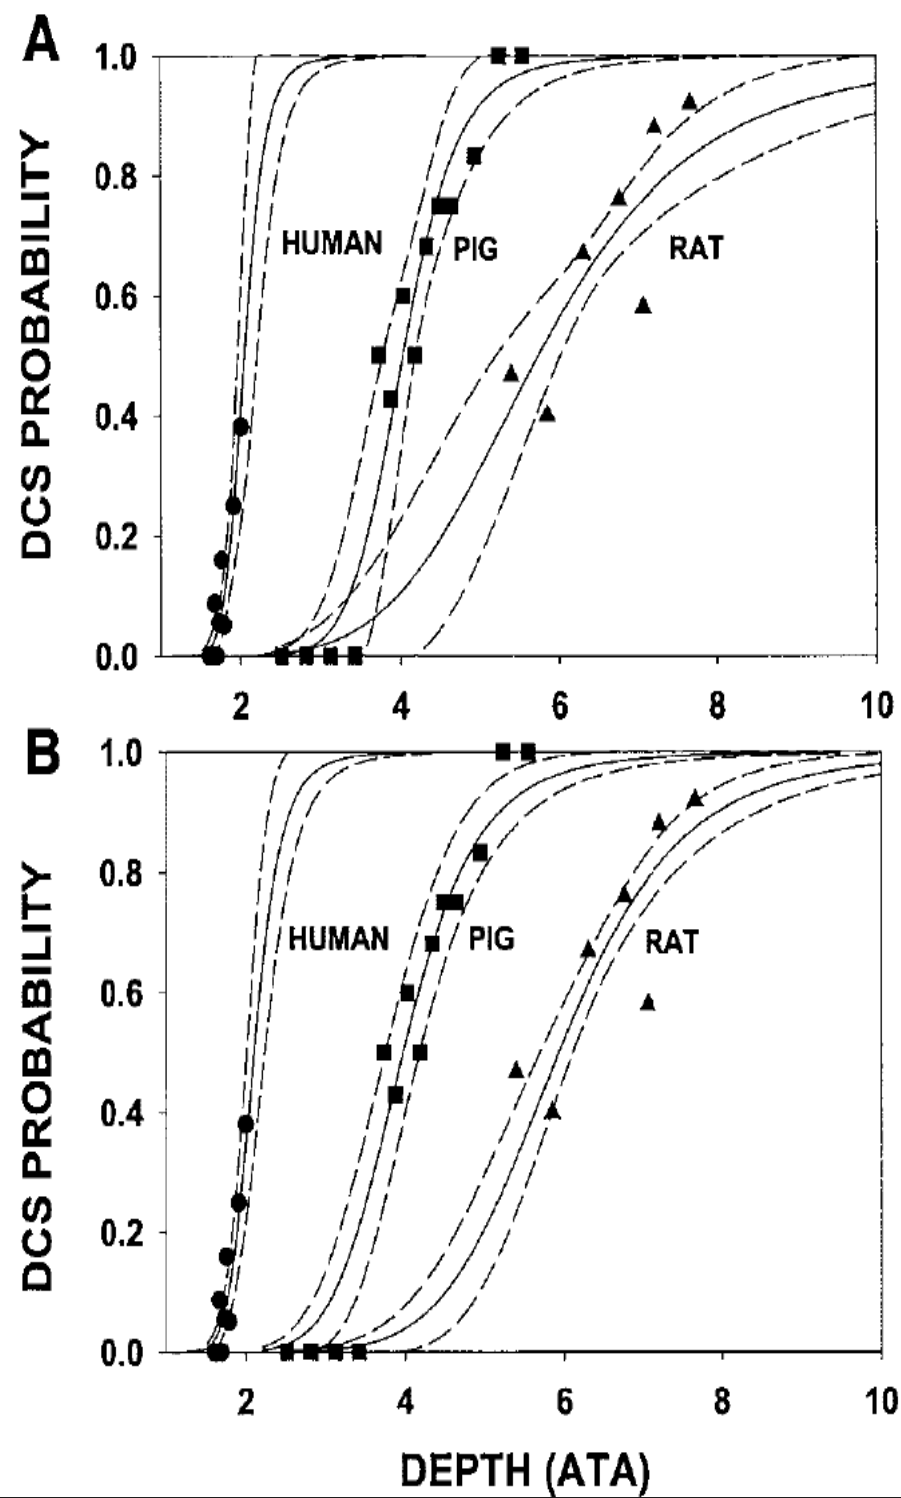 A
1.0
0.8
0.6
0.4
0.2
0.0
DCS PROBABILITY
HUMAN PIG RAT
2 4 6 8 10
B
1.0
0.8
0.6
0.4
0.2
0.0
DCS PROBABILITY
HUMAN PIG RAT
2 4 6 8 10
DEPTH (ATA)